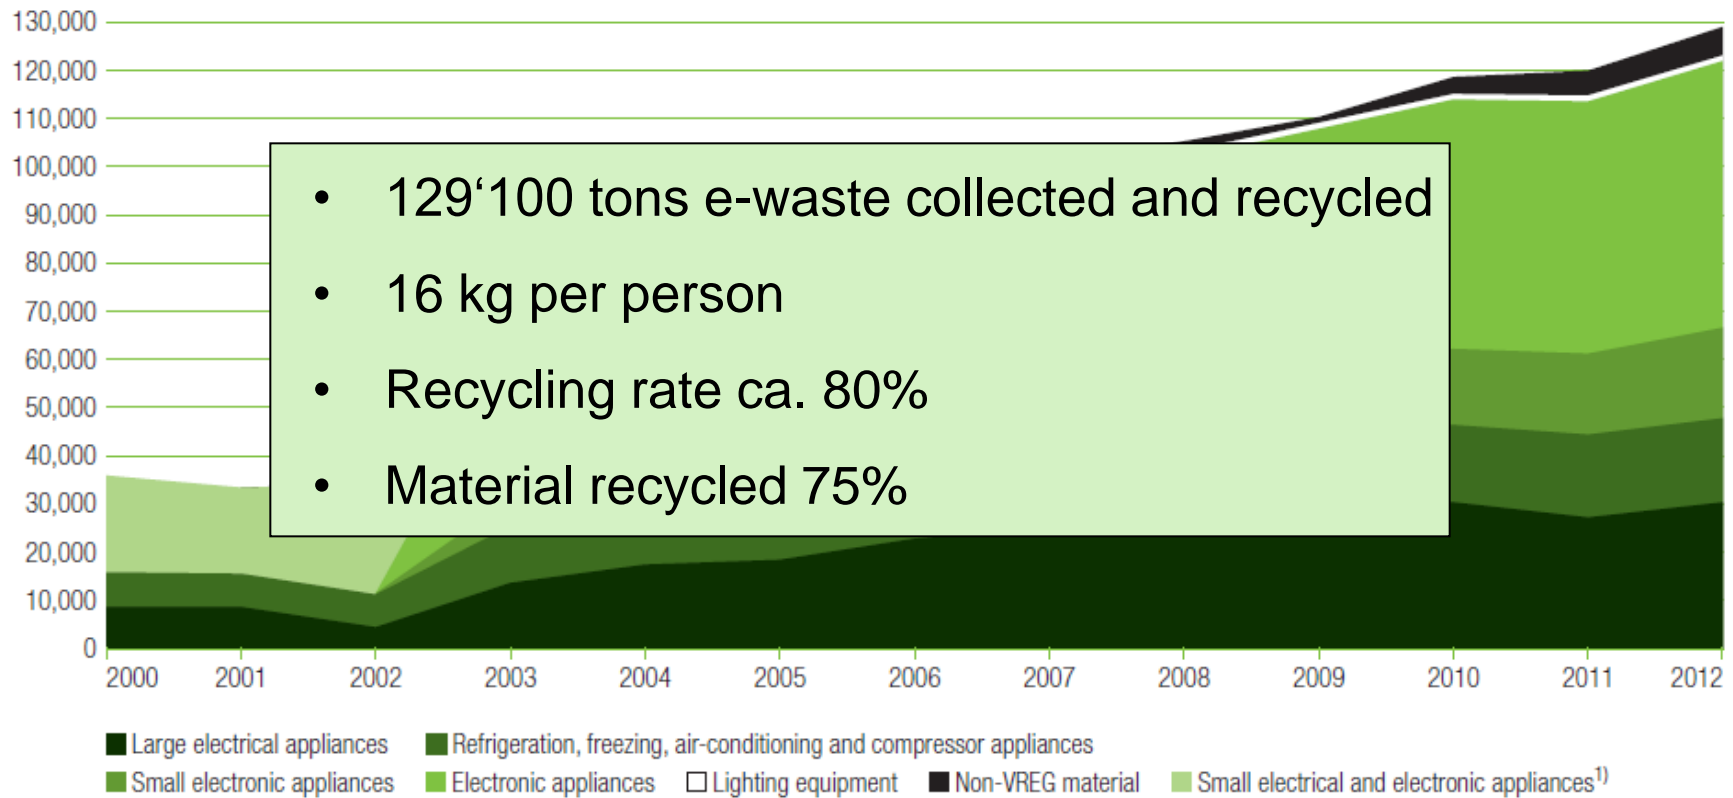 130,000
120,000
110,000
100,000
90,000
80,000
70,000
60,000
50,000
40,000
30,000
20,000
10,000
0
• 129‘100 tons e-waste collected and recycled
• 16 kg per person
• Recycling rate ca. 80%
• Material recycled 75%
2000 2001 2002 2003 2004 2005 2006 2007 2008 2009 2010 2011 2012
Large electrical appliances Refrigeration, freezing, air-conditioning and compressor appliances
Small electronic appliances Electronic appliances Lighting equipment Non-VREG material Small electrical and electronic appliances1)